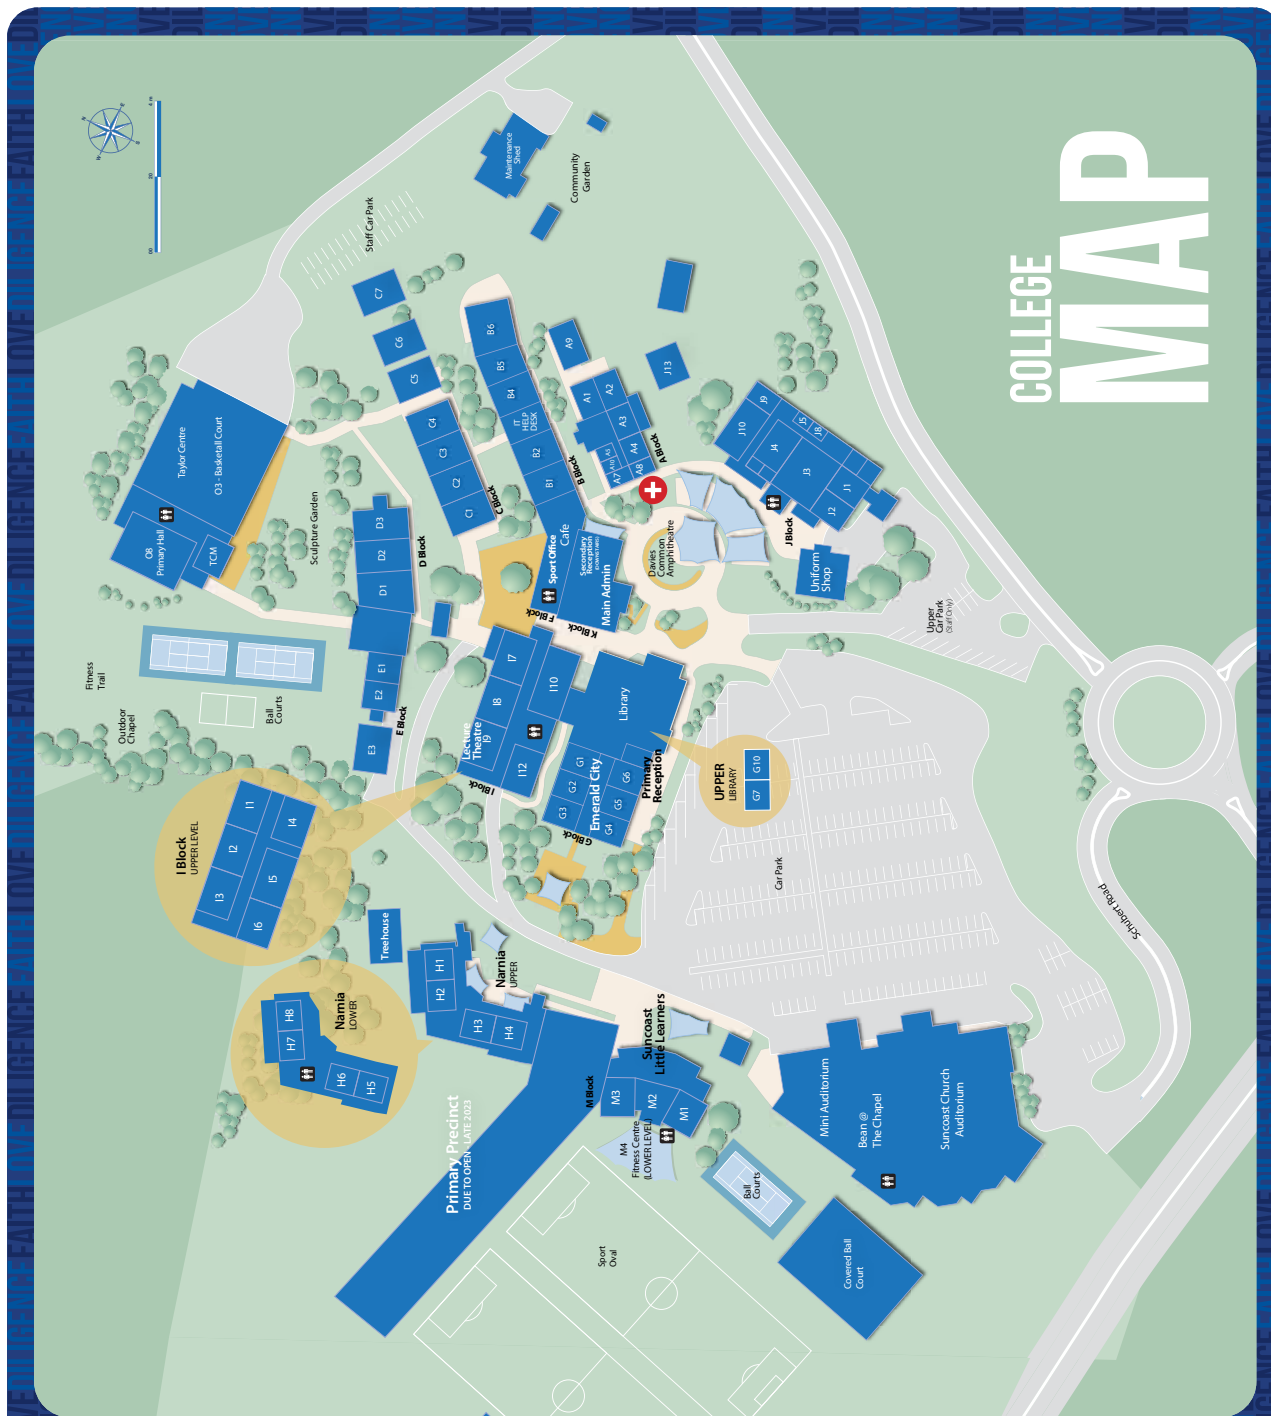 COLLEGE
MAP
Maintenance
Shed
Community
Garden
Staff Car Park
C7
C6
C5
C4
C3
C2
C1
C Block
B6
B5
B4
IT
HELP
DESK
B2
B1
B Block
A9
A1
A2
A3
A4
A5
A10
A7
A8
A Block
J13
J9
J10
J5
J8
J4
J3
J1
J2
J Block
Taylor Centre
O3 - Basketall Court
O8
Primary Hall
TCM
Sculpture Garden
D3
D2
D1
D Block
Cafe
Sport Office
Secondary
Reception
(DOWNSTAIRS)
Main Admin
F Block
K Block
Davies
Common
Amphitheatre
Uniform
Shop
Upper
Car Park
(Staff Only)
Fitness
Trail
Outdoor
Chapel
Ball
Courts
E1
E2
E3
E Block
I7
I8
I10
Lecture
Theatre
I9
I12
I Block
Library
G1
G2
G3
Emerald City
G6
G5
G4
G Block
Primary
Reception
UPPER
LIBRARY
G10
G7
I Block
UPPER LEVEL
I1
I2
I3
I4
I5
I6
Car Park
Schubert Road
Treehouse
H1
H2
H3
H4
Narnia
UPPER
Narnia
LOWER
H8
H7
H6
H5
Suncoast
Little Learners
M Block
M3
M2
M1
M4
Fitness Centre
(LOWER LEVEL)
Primary Precinct
DUE TO OPEN - LATE 2023
Mini Auditorium
Bean @
The Chapel
Suncoast Church
Auditorium
Ball
Courts
Sport
Oval
Covered Ball
Court